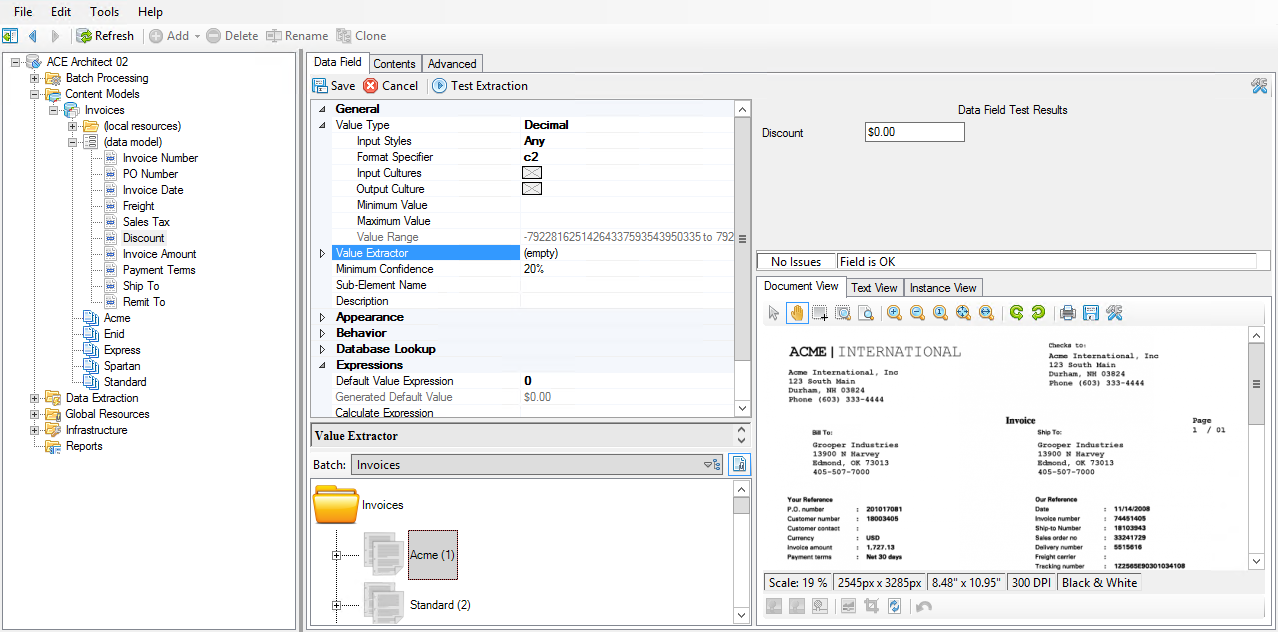 File Edit Tools Help
Refresh Add Delete Rename Clone
ACE Architect 02
Batch Processing
Content Models
Invoices
(local resources)
(data model)
Invoice Number
PO Number
Invoice Date
Freight
Sales Tax
Discount
Invoice Amount
Payment Terms
Ship To
Remit To
Acme
Enid
Express
Spartan
Standard
Data Extraction
Global Resources
Infrastructure
Reports
Data Field Contents Advanced
Save Cancel Test Extraction
General
Value Type Decimal
Input Styles Any
Format Specifier c2
Input Cultures
Output Culture
Minimum Value
Maximum Value
Value Range -79228162514264337593543950335 to 792
Value Extractor (empty)
Minimum Confidence 20%
Sub-Element Name
Description
Appearance
Behavior
Database Lookup
Expressions
Default Value Expression 0
Generated Default Value $0.00
Calculate Expression
Value Extractor
Batch: Invoices
Invoices
Acme (1)
Standard (2)
Data Field Test Results
Discount $0.00
No Issues Field is OK
Document View Text View Instance View
ACME | INTERNATIONAL
Acme International, Inc
123 South Main
Durham, NH 03824
Phone (603) 333-4444
Checks to:
Acme International, Inc
123 South Main
Durham, NH 03824
Phone (603) 333-4444
Invoice
Page
1 / 01
Bill To:
Grooper Industries
13900 N Harvey
Edmond, OK 73013
405-507-7000
Ship To:
Grooper Industries
13900 N Harvey
Edmond, OK 73013
405-507-7000
Your Reference
P.O. number : 201017081
Customer number : 18003405
Customer contact :
Currency : USD
Invoice amount : 1,727.13
Payment terms : Net 30 days
Our Reference
Date : 11/14/2008
Invoice number : 74451405
Ship-to Number : 18103943
Sales order no : 33241729
Delivery number : 5515616
Freight carrier :
Tracking number : 1Z2565E90301034108
Scale: 19 % 2545px x 3285px 8.48" x 10.95" 300 DPI Black & White